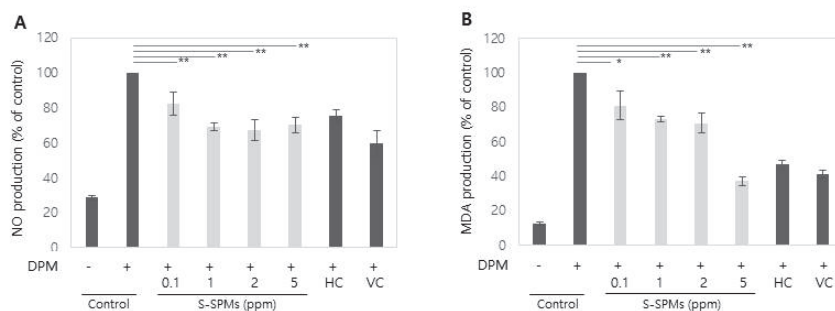 A
NO production (% of control)
120
100
80
60
40
20
0
**
**
**
**
DPM - + + + + + + +
0.1 1 2 5 HC VC
Control S-SPMs (ppm)
B
MDA production (% of control)
120
100
80
60
40
20
0
**
**
**
*
DPM - + + + + + + +
0.1 1 2 5 HC VC
Control S-SPMs (ppm)